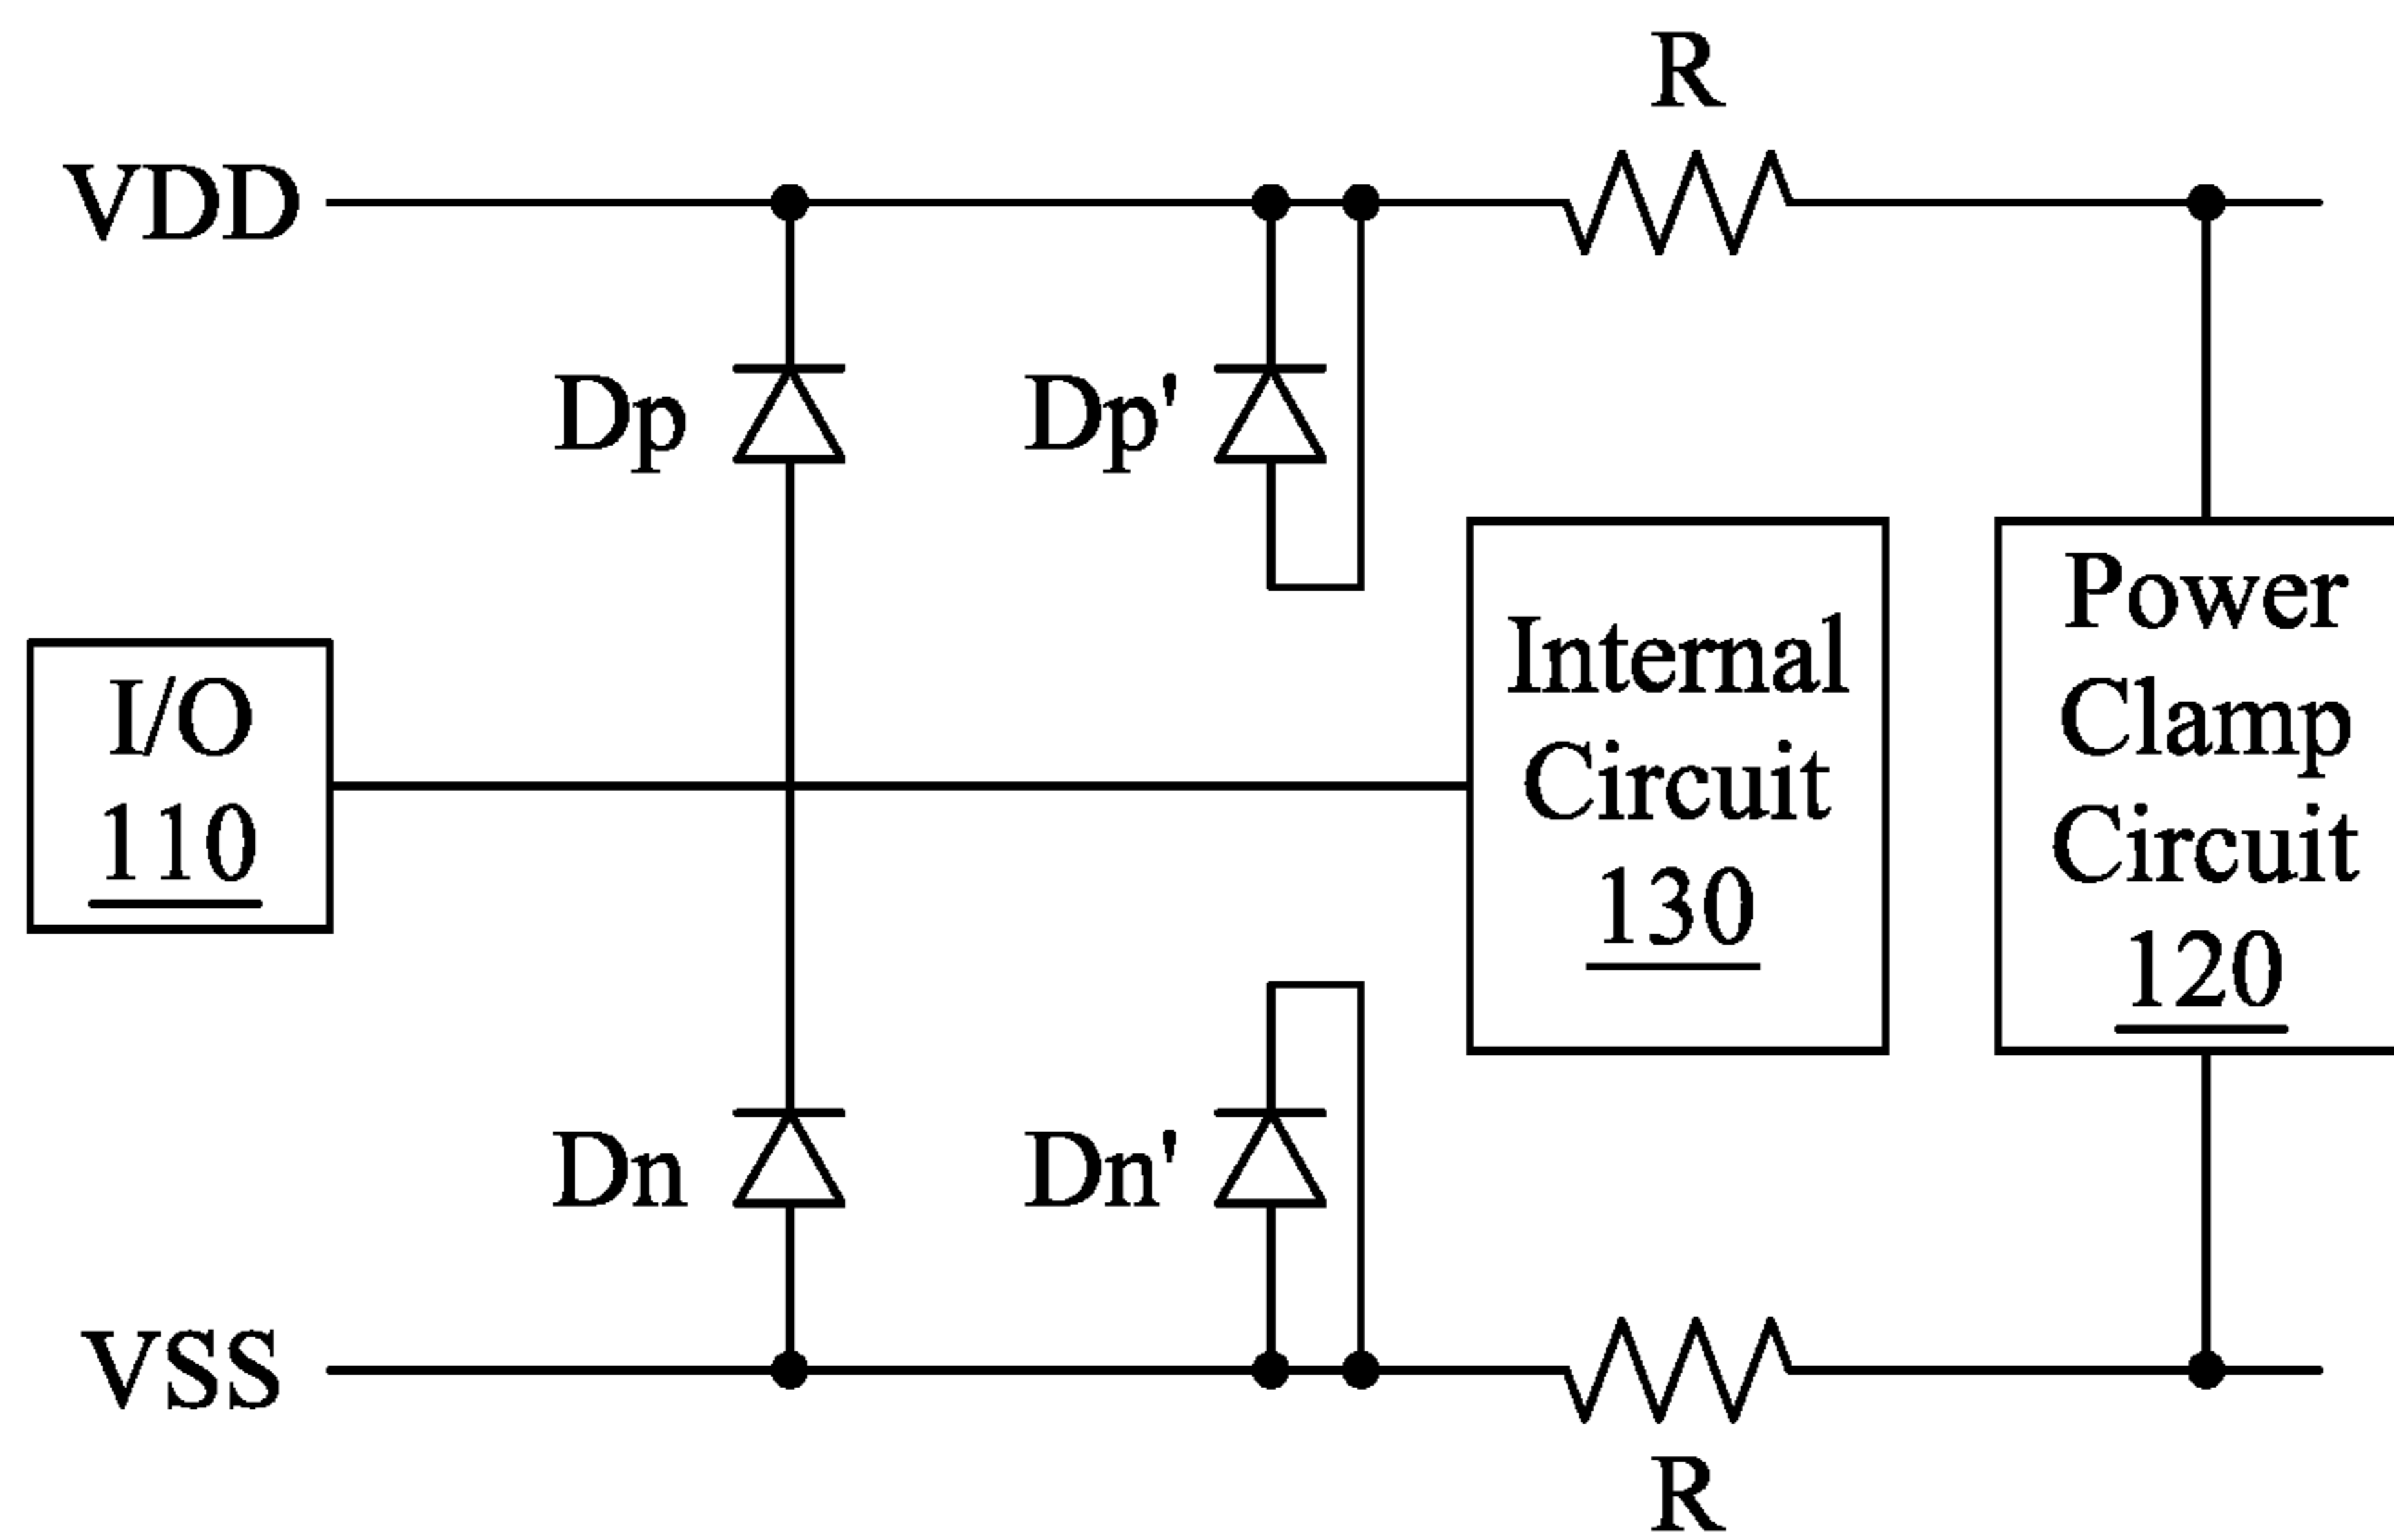 R
VDD
Dp
Dp'
I/O
110
Internal
Circuit
130
Power
Clamp
Circuit
120
Dn
Dn'
VSS
R